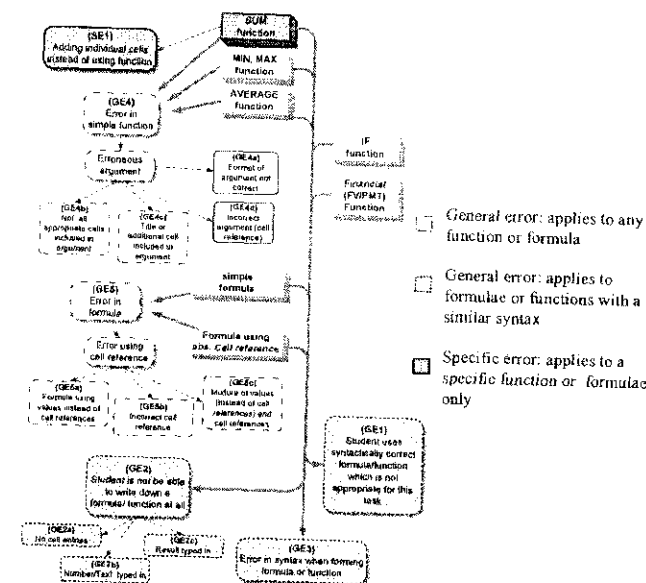 SUM
function
(SE1)
Adding individual cells
instead of using function
MIN, MAX
function
AVERAGE
function
(GE4)
Error in
simple function
IF
function
Erroneous
argument
(GE4a)
Format of
argument not
correct
Financial
(FV/PMT)
Function
(GE4b)
Not all
appropriate cells
included in
argument
(GE4c)
Title or
additional cell
included in
argument
(GE4d)
Incorrect
argument (cell
reference)
General error: applies to any
function or formula
simple
formula
General error: applies to
formulae or functions with a
similar syntax
(GE5)
Error in
formula
Formula using
abs. Cell reference
Error using
cell reference
Specific error: applies to a
specific function or formulae
only
(GE5a)
Formula using
values instead of
cell references
(GE5b)
Incorrect cell
reference
(GE5c)
Mixture of values
(instead of cell
references) and
cell references
(GE1)
Student uses
syntactically correct
formula/function
which is not
appropriate for this
task
(GE2)
Student is not be able
to write down a
formula/ function at all
(GE2a)
No cell entries
(GE2c)
Result typed in
(GE2b)
Number/Text typed in
(GE3)
Error in syntax when forming
formula or function